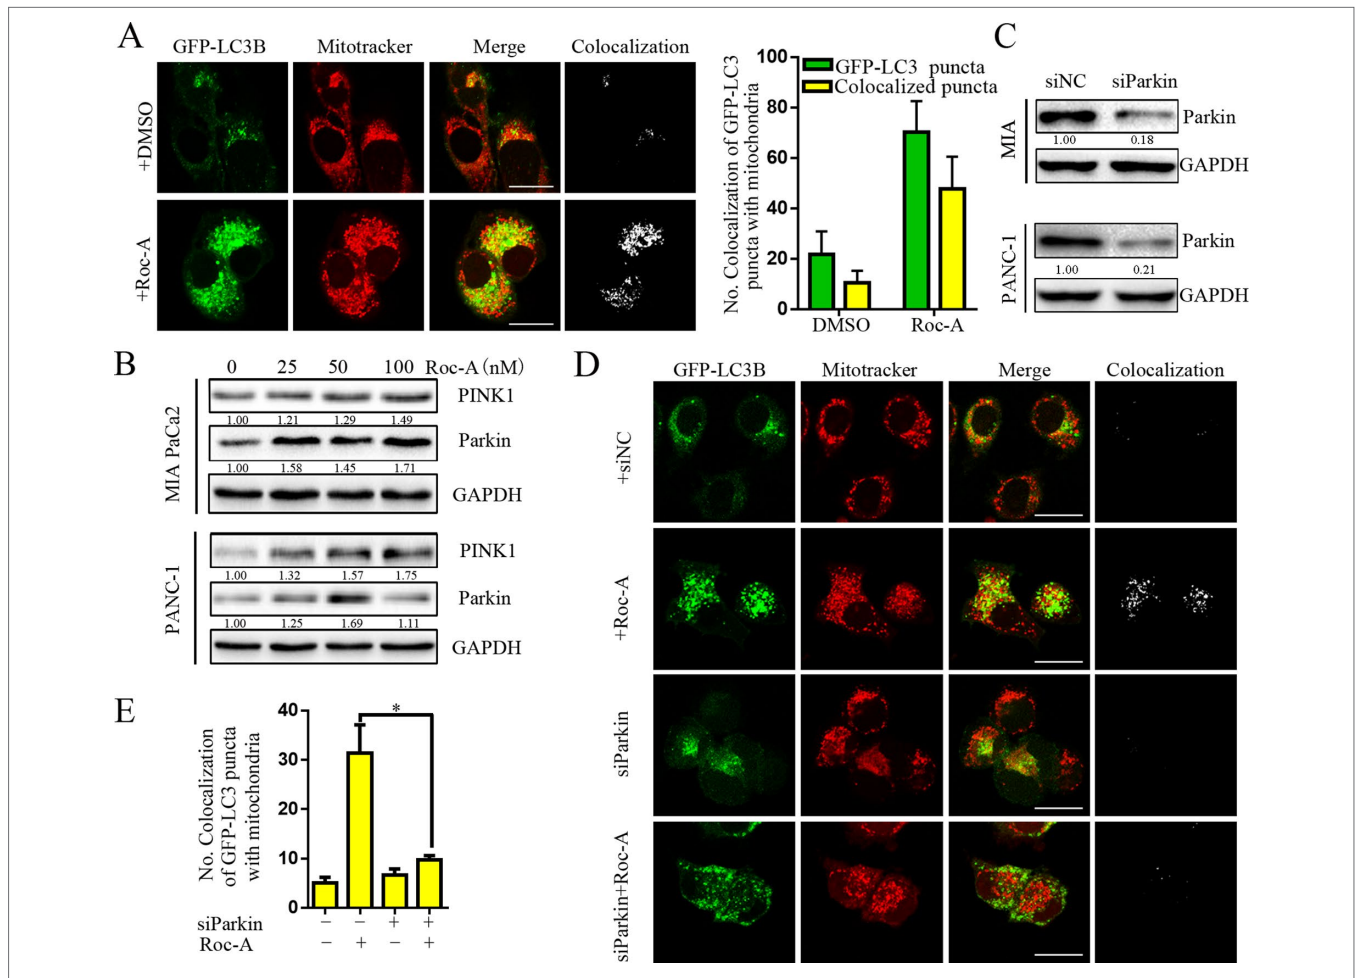 A
GFP-LC3B Mitotracker Merge Colocalization
+DMSO
+Roc-A
No. Colocalization of GFP-LC3
puncta with mitochondria
100
80
60
40
20
0
GFP-LC3 puncta
Colocalized puncta
DMSO Roc-A
C
siNC siParkin
MIA
Parkin
1.00 0.18
GAPDH
PANC-1
Parkin
1.00 0.21
GAPDH
B
0 25 50 100 Roc-A (nM)
MIA PaCa2
PINK1
1.00 1.21 1.29 1.49
Parkin
1.00 1.58 1.45 1.71
GAPDH
PANC-1
PINK1
1.00 1.32 1.57 1.75
Parkin
1.00 1.25 1.69 1.11
GAPDH
D
GFP-LC3B Mitotracker Merge Colocalization
+siNC
+Roc-A
siParkin
siParkin+Roc-A
E
No. Colocalization
of GFP-LC3 puncta
with mitochondria
40
30
20
10
0
*
siParkin − − + +
Roc-A − + − +